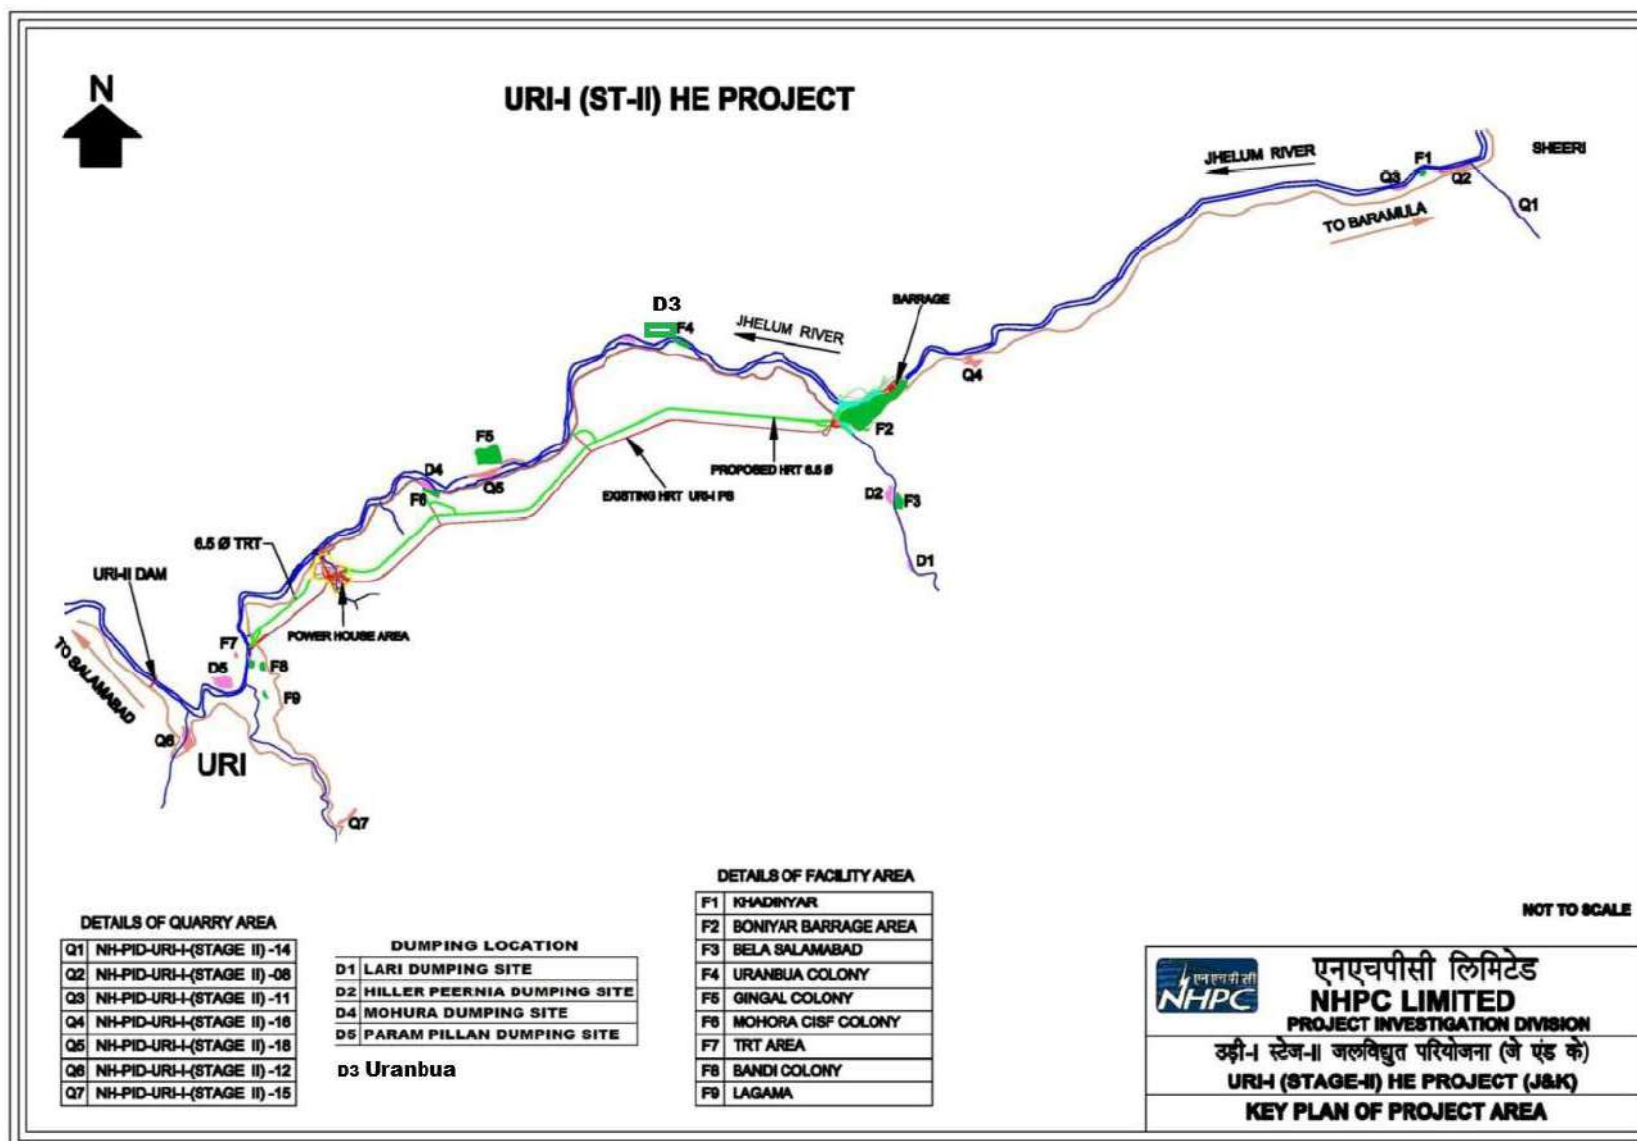 N
URI-I (ST-II) HE PROJECT
JHELUM RIVER
F1
SHEERI
Q3
Q2
Q1
TO BARAMULA
D3
F4
JHELUM RIVER
BARRAGE
Q4
F5
F2
D4
Q5
PROPOSED HRT 6.5 Ø
F6
EXISTING HRT URI-I PS
D2
F3
6.5 Ø TRT
D1
URI-II DAM
POWER HOUSE AREA
F7
TO SALAMABAD
D5
F8
F9
Q6
URI
Q7
DETAILS OF QUARRY AREA
Q1 NH-PID-URI-I-(STAGE II) -14
Q2 NH-PID-URI-I-(STAGE II) -08
Q3 NH-PID-URI-I-(STAGE II) -11
Q4 NH-PID-URI-I-(STAGE II) -16
Q5 NH-PID-URI-I-(STAGE II) -18
Q6 NH-PID-URI-I-(STAGE II) -12
Q7 NH-PID-URI-I-(STAGE II) -15
DUMPING LOCATION
D1 LARI DUMPING SITE
D2 HILLER PEERNIA DUMPING SITE
D4 MOHURA DUMPING SITE
D5 PARAM PILLAN DUMPING SITE
D3 Uranbua
DETAILS OF FACILITY AREA
F1 KHADINYAR
F2 BONIYAR BARRAGE AREA
F3 BELA SALAMABAD
F4 URANBUA COLONY
F5 GINGAL COLONY
F6 MOHORA CISF COLONY
F7 TRT AREA
F8 BANDI COLONY
F9 LAGAMA
NOT TO SCALE
एनएचपीसी
NHPC
एनएचपीसी लिमिटेड
NHPC LIMITED
PROJECT INVESTIGATION DIVISION
उड़ी-I स्टेज-II जलविद्युत परियोजना (जे एंड के)
URI-I (STAGE-II) HE PROJECT (J&K)
KEY PLAN OF PROJECT AREA